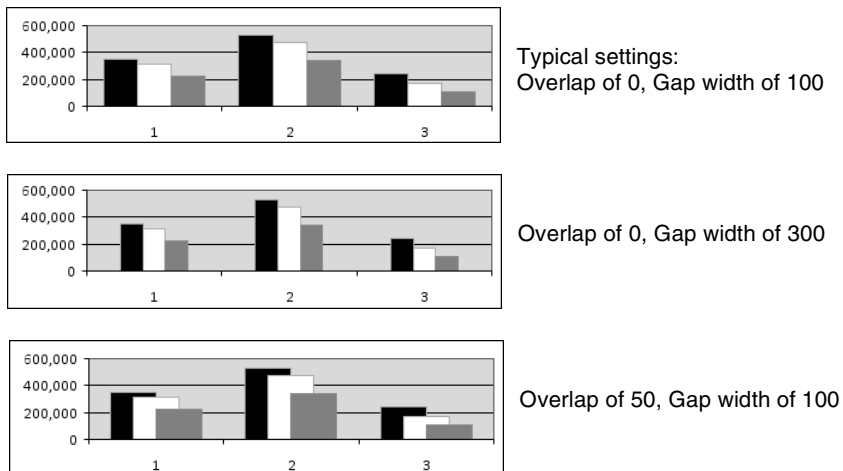 600,000
400,000
200,000
0
1 2 3
Typical settings:
Overlap of 0, Gap width of 100
600,000
400,000
200,000
0
1 2 3
Overlap of 0, Gap width of 300
600,000
400,000
200,000
0
1 2 3
Overlap of 50, Gap width of 100